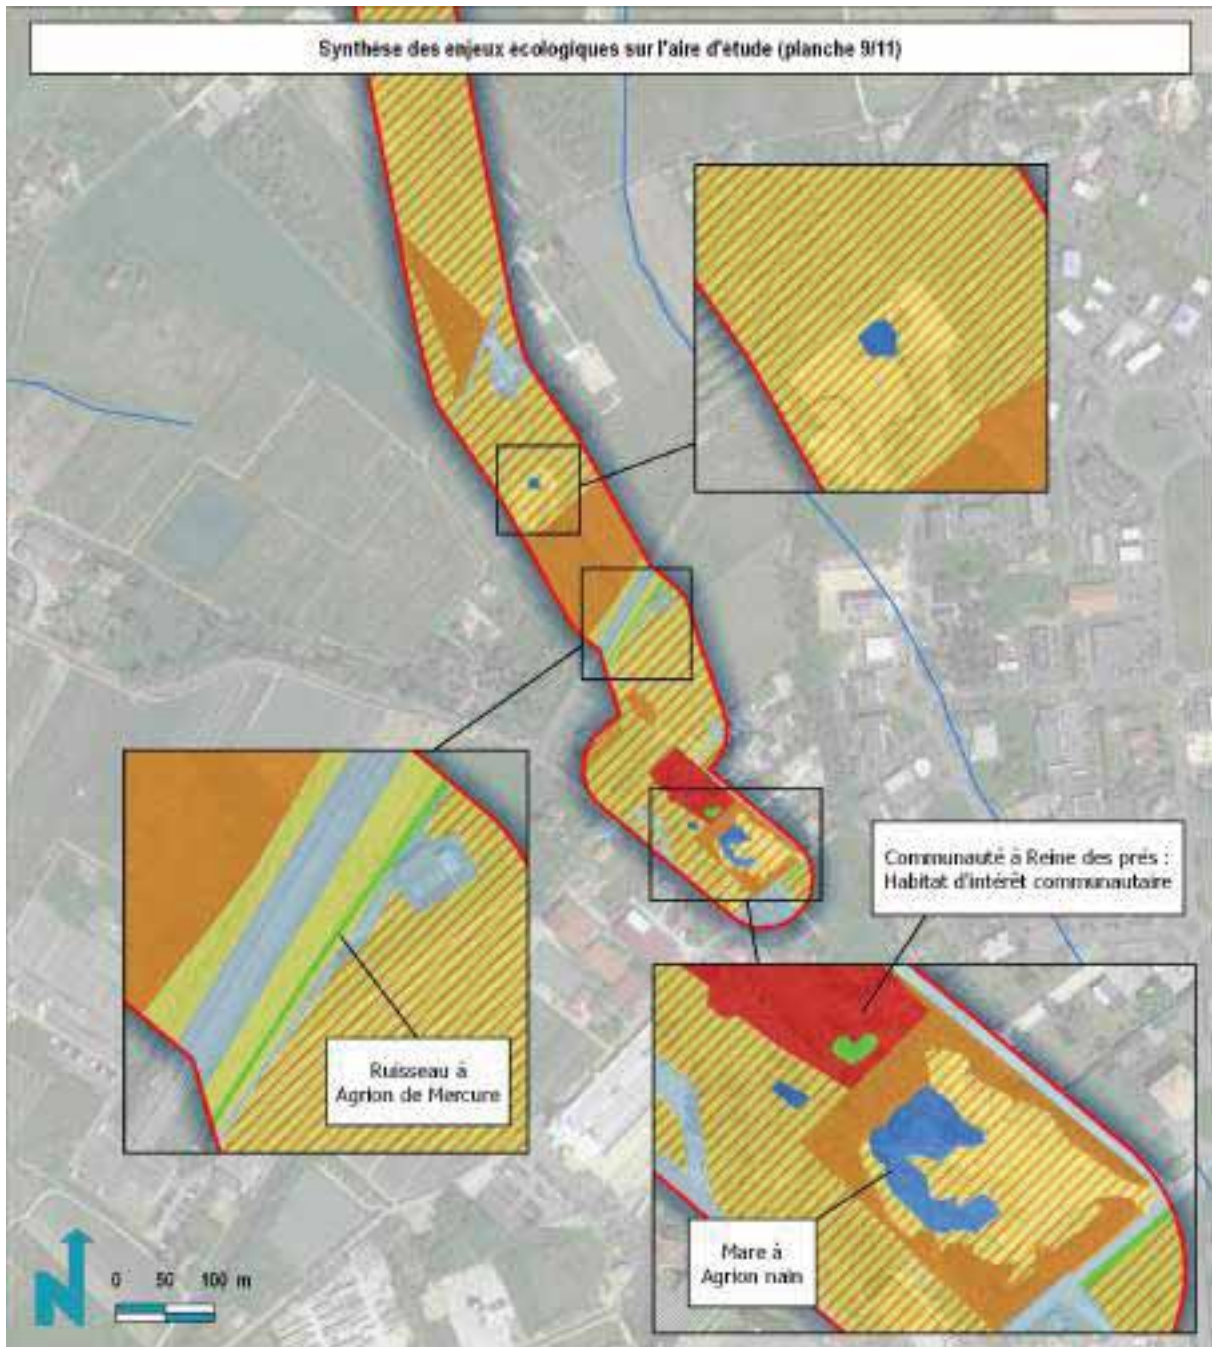 Synthèse des enjeux écologiques sur l'aire d'étude (planche 9/11)
Communauté à Reine des prés :
Habitat d'intérêt communautaire
Ruisseau à
Agrion de Mercure
Mare à
Agrion nain
N
0 50 100 m